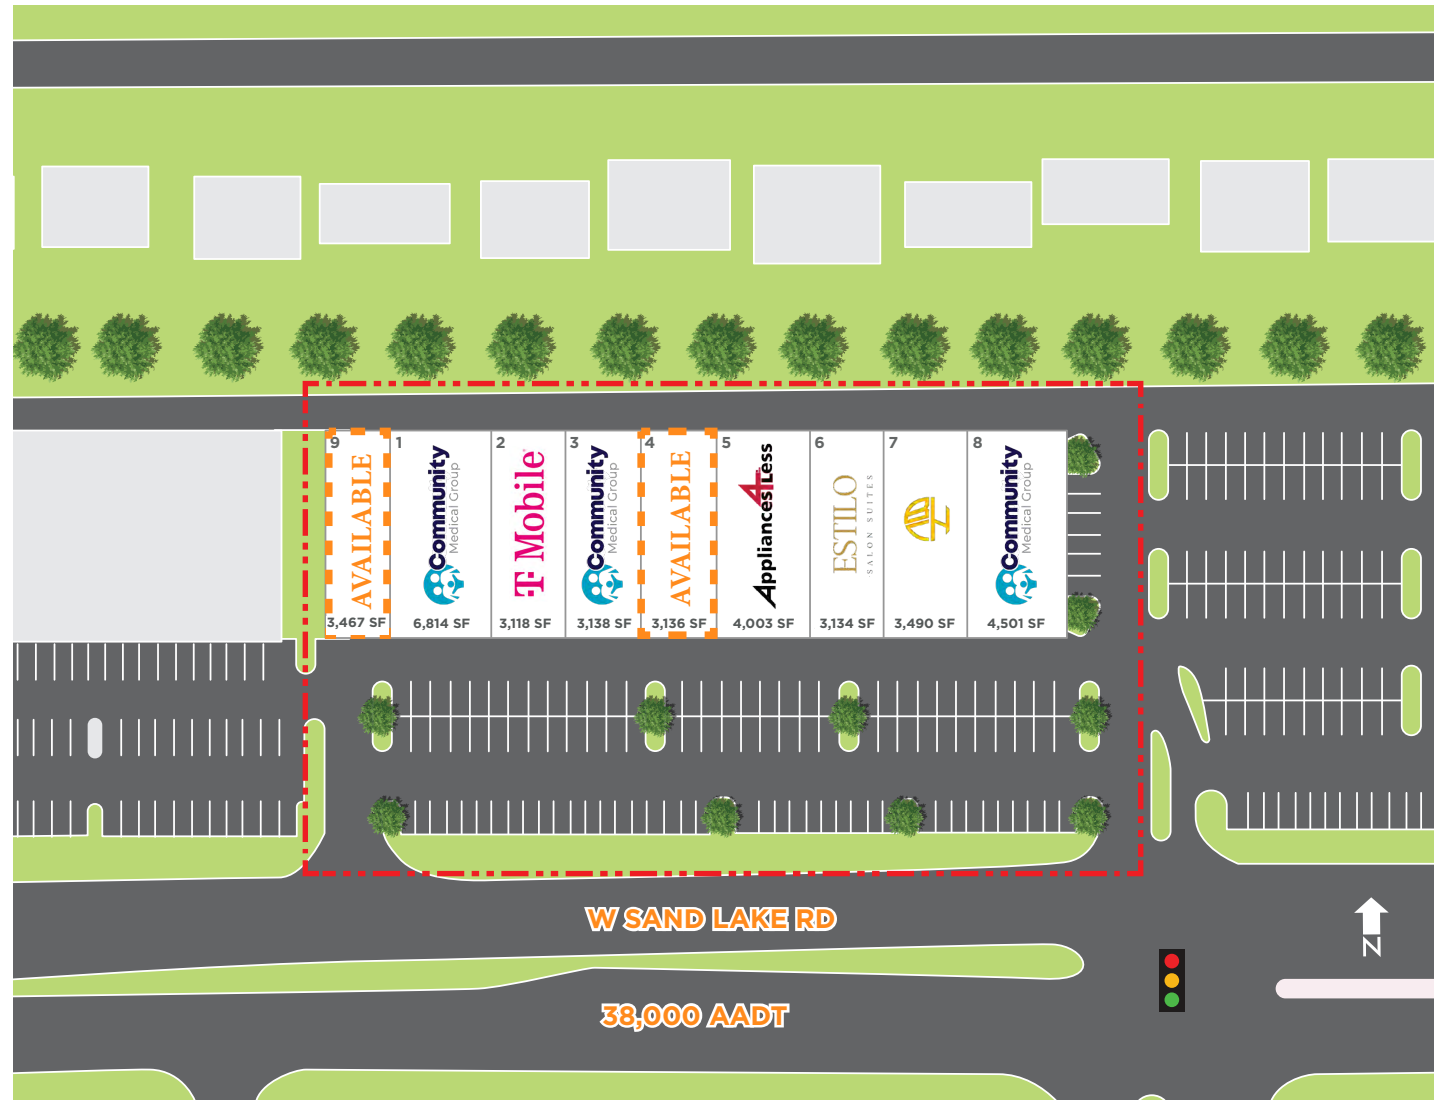 9
AVAILABLE
3,467 SF
1
Community
Medical Group
6,814 SF
2
T Mobile
3,118 SF
3
Community
Medical Group
3,138 SF
4
AVAILABLE
3,136 SF
5
Appliances4Less
4,003 SF
6
ESTILO
SALON SUITES
3,134 SF
7
3,490 SF
8
Community
Medical Group
4,501 SF
W SAND LAKE RD
38,000 AADT
N